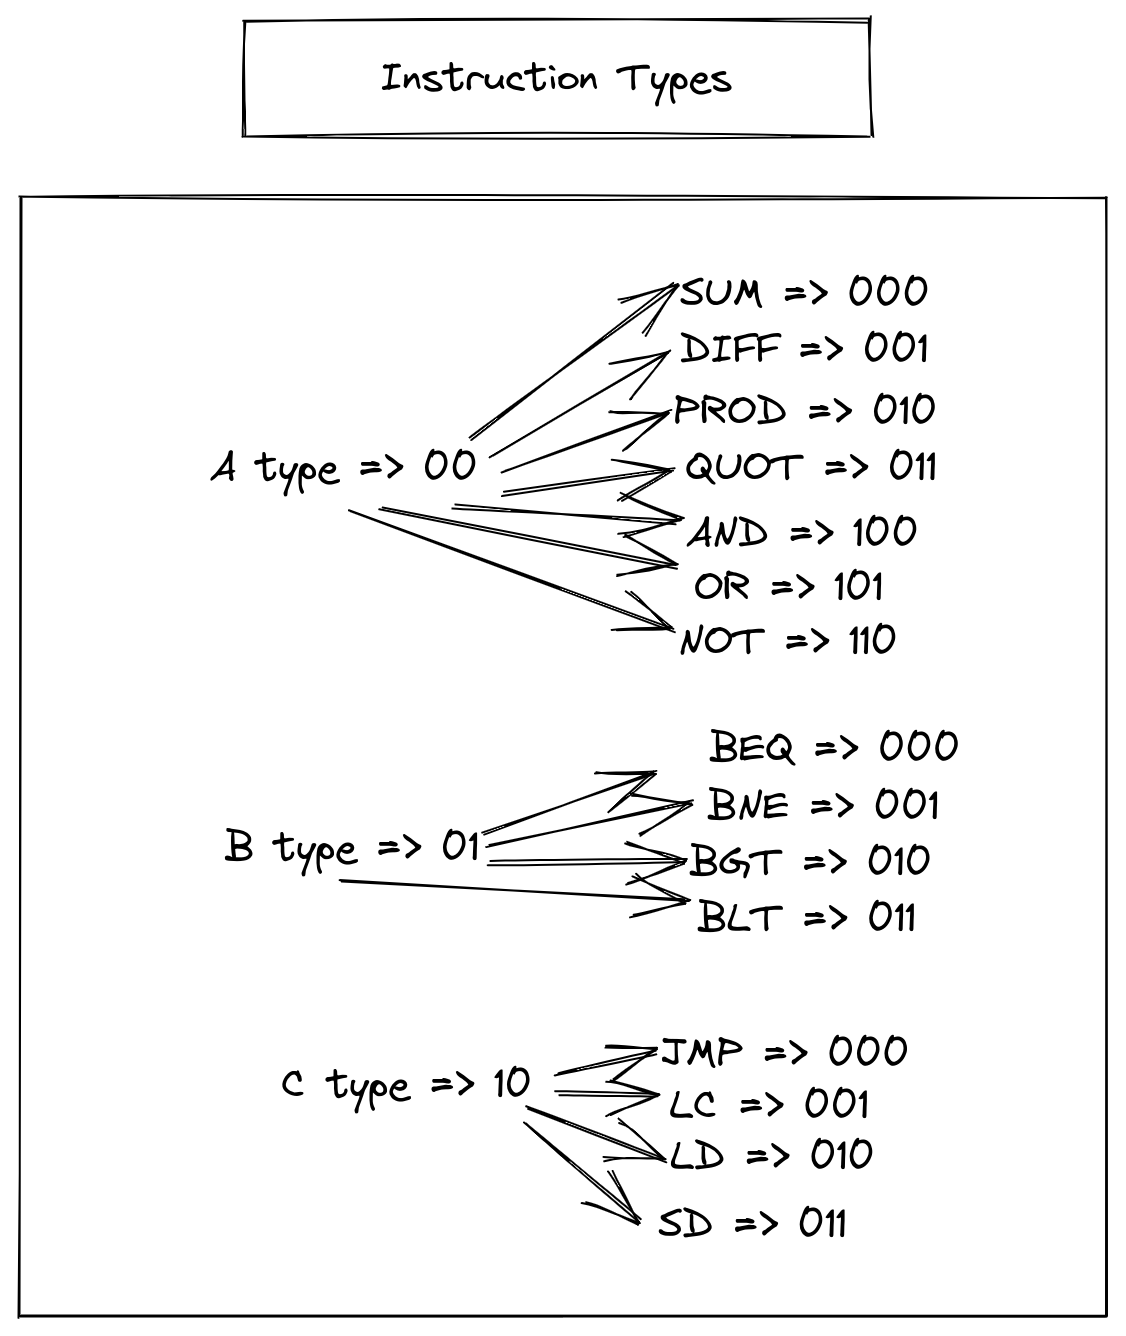 Instruction Types
SUM => 000
DIFF => 001
PROD => 010
A type => 00
QUOT => 011
AND => 100
OR => 101
NOT => 110
BEQ => 000
BNE => 001
B type => 01
BGT => 010
BLT => 011
JMP => 000
C type => 10
LC => 001
LD => 010
SD => 011